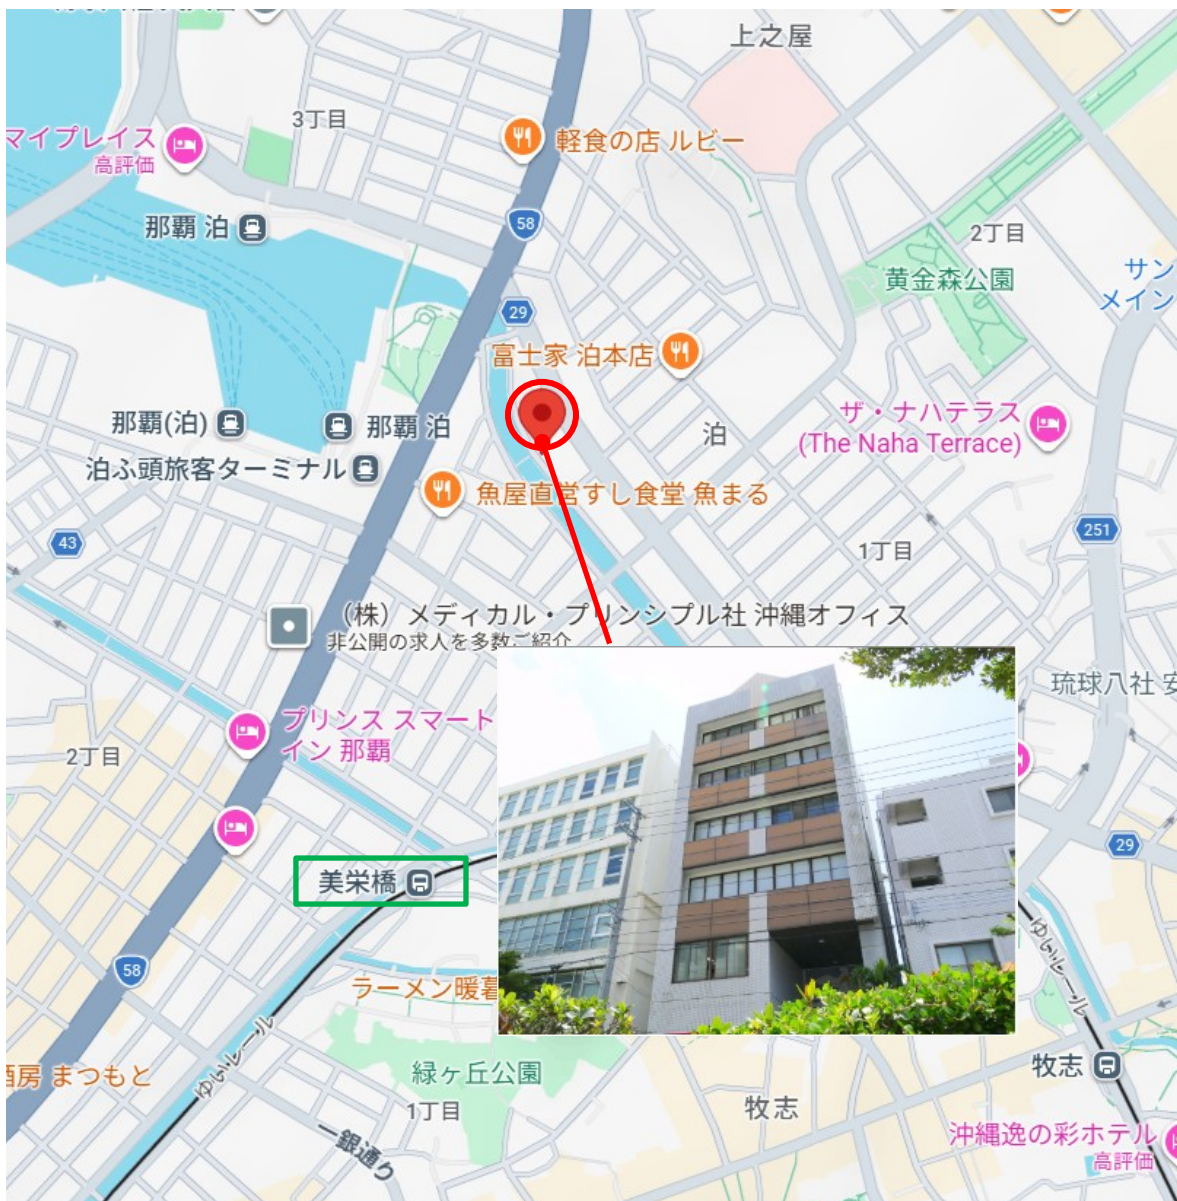 上之屋
3丁目
マイプレイス
高評価
軽食の店 ルビー
58
那覇 泊
2丁目
黄金森公園
サン
メイン
29
富士家 泊本店
ザ・ナハテラス
(The Naha Terrace)
那覇(泊)
那覇 泊
泊
泊ふ頭旅客ターミナル
魚屋直営すし食堂 魚まる
43
251
1丁目
（株）メディカル・プリンシプル社 沖縄オフィス
非公開の求人を多数ご紹介
琉球八社 安
プリンス スマート
イン 那覇
2丁目
29
美栄橋
ゆいレール
58
ラーメン暖暮
ゆいレール
酒房 まつもと
緑ヶ丘公園
牧志
1丁目
牧志
一銀通り
沖縄逸の彩ホテル
高評価